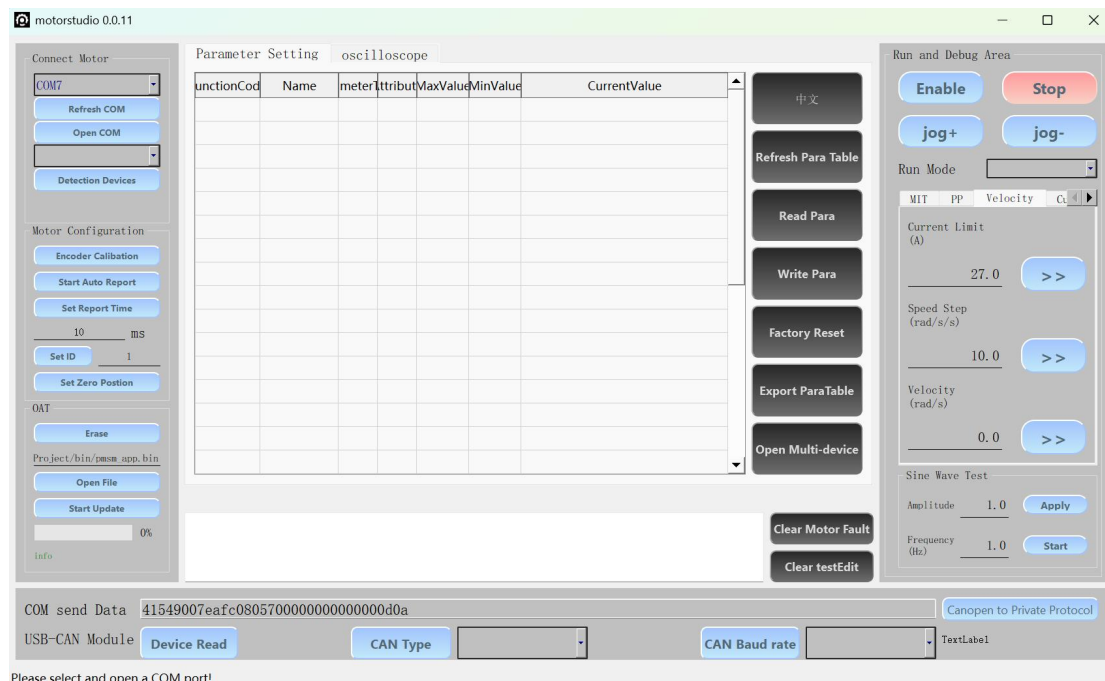 motorstudio 0.0.11
Connect Motor
COM7
Refresh COM
Open COM
Detection Devices
Motor Configuration
Encoder Calibation
Start Auto Report
Set Report Time
10 ms
Set ID 1
Set Zero Postion
OAT
Erase
Project/bin/pmsm_app.bin
Open File
Start Update
0%
info
Parameter Setting oscilloscope
unctionCod Name meterT ttribut MaxValue MinValue CurrentValue
中文
Refresh Para Table
Read Para
Write Para
Factory Reset
Export ParaTable
Open Multi-device
Clear Motor Fault
Clear testEdit
Run and Debug Area
Enable Stop
jog+ jog-
Run Mode
MIT PP Velocity Cu
Current Limit
(A)
27.0 >>
Speed Step
(rad/s/s)
10.0 >>
Velocity
(rad/s)
0.0 >>
Sine Wave Test
Amplitude 1.0 Apply
Frequency
(Hz) 1.0 Start
COM send Data 41549007eafc0805700000000000000d0a Canopen to Private Protocol
USB-CAN Module Device Read CAN Type CAN Baud rate TextLabel
Please select and open a COM port!